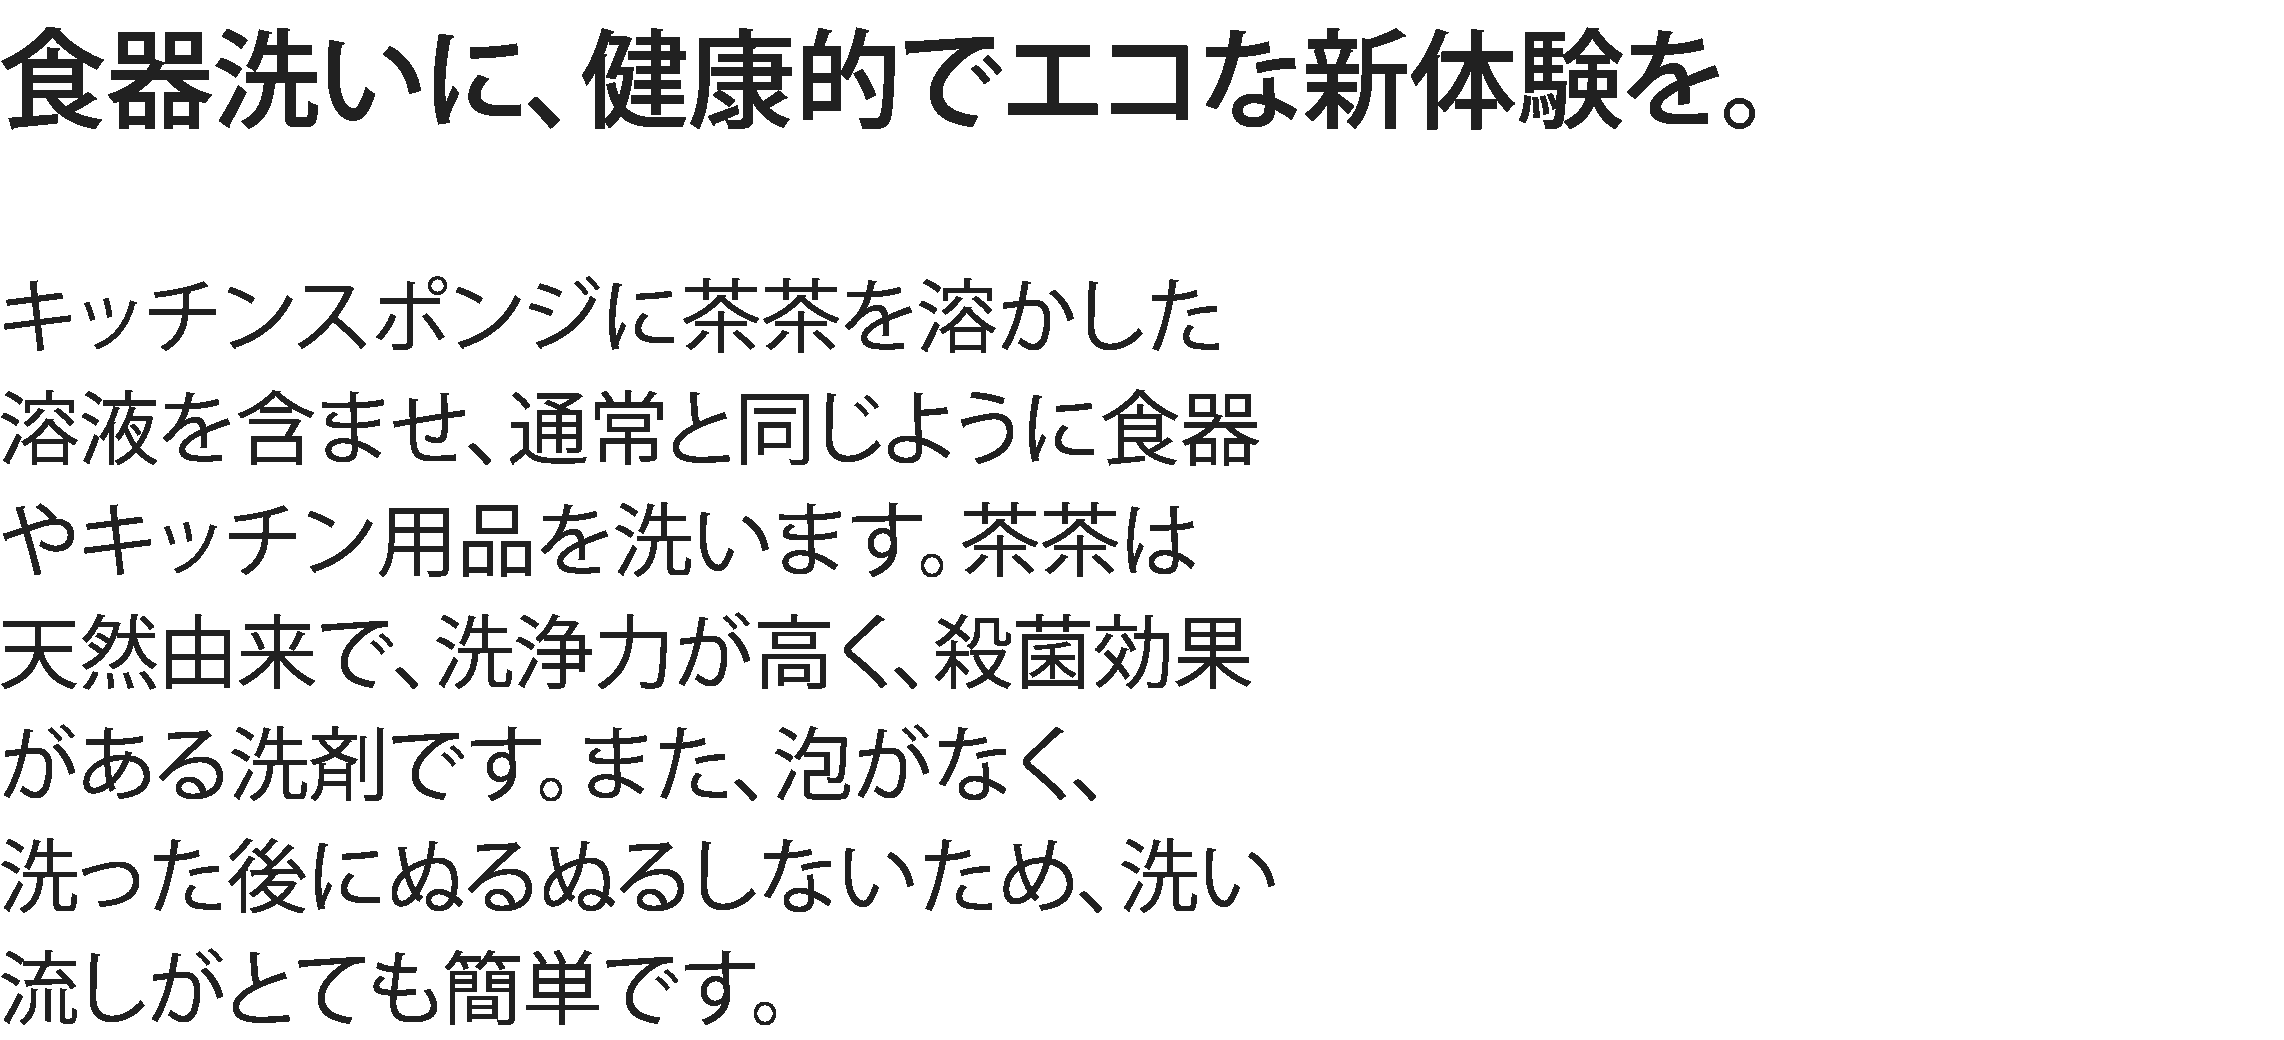 食器洗いに、健康的でエコな新体験を。
キッチンスポンジに茶茶を溶かした
溶液を含ませ、通常と同じように食器
やキッチン用品を洗います。茶茶は
天然由来で、洗浄力が高く、殺菌効果
がある洗剤です。また、泡がなく、
洗った後にぬるぬるしないため、洗い
流しがとても簡単です。